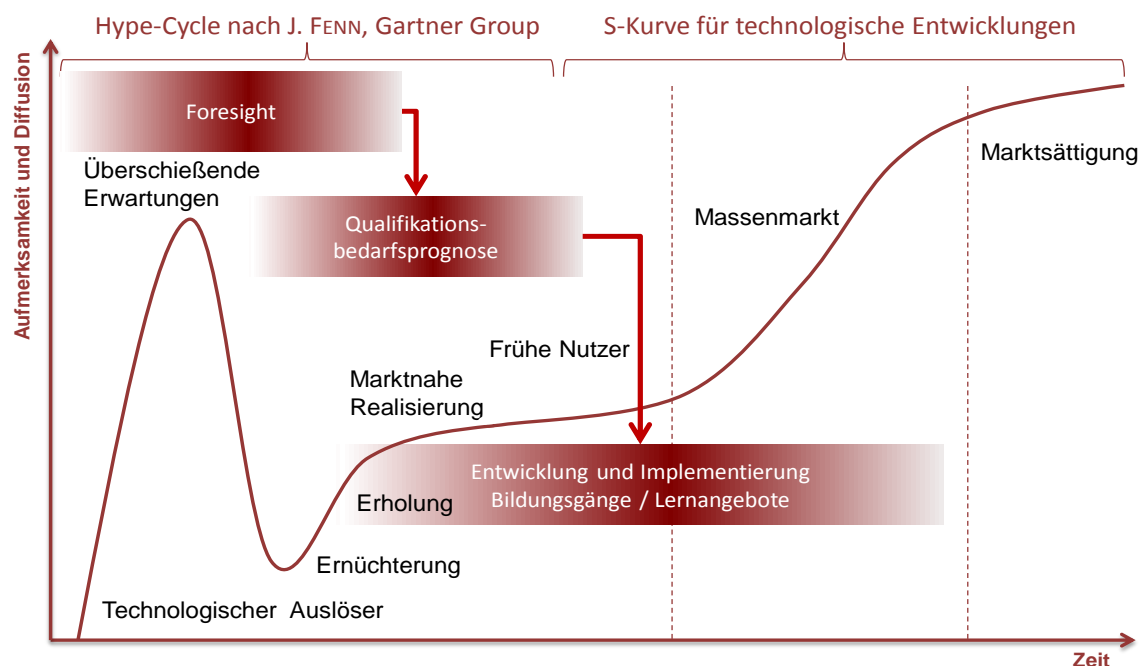 Hype-Cycle nach J. FENN, Gartner Group
S-Kurve für technologische Entwicklungen
Aufmerksamkeit und Diffusion
Foresight
Überschießende
Erwartungen
Marktsättigung
Qualifikations-
bedarfsprognose
Massenmarkt
Frühe Nutzer
Marktnahe
Realisierung
Entwicklung und Implementierung
Bildungsgänge / Lernangebote
Erholung
Ernüchterung
Technologischer Auslöser
Zeit